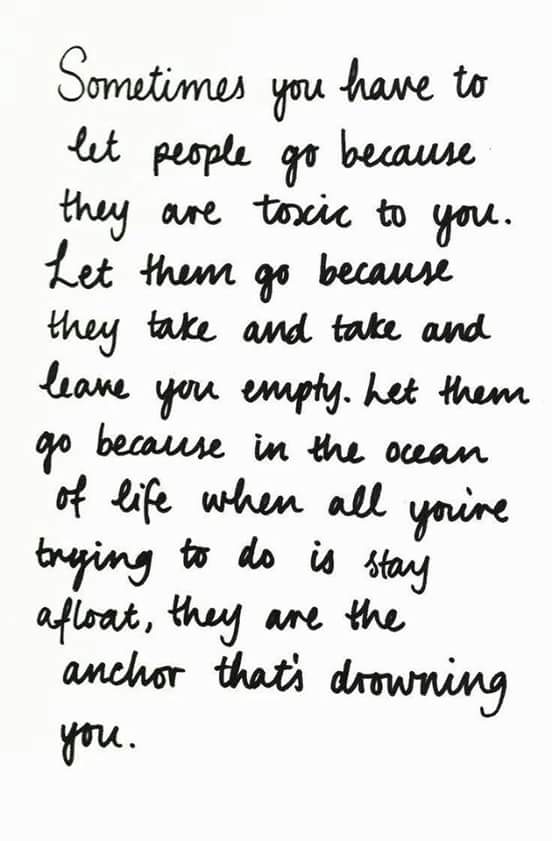 Sometimes you have to
let people go because
they are toxic to you.
Let them go because
they take and take and
leave you empty. Let them
go because in the ocean
of life when all you're
trying to do is stay
afloat, they are the
anchor that's drowning
you.